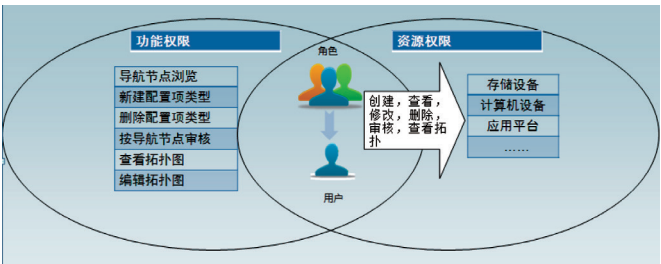 功能权限
资源权限
角色
导航节点浏览
新建配置项类型
删除配置项类型
按导航节点审核
查看拓扑图
编辑拓扑图
创建，查看，
修改，删除，
审核，查看拓
扑
存储设备
计算机设备
应用平台
……
用户